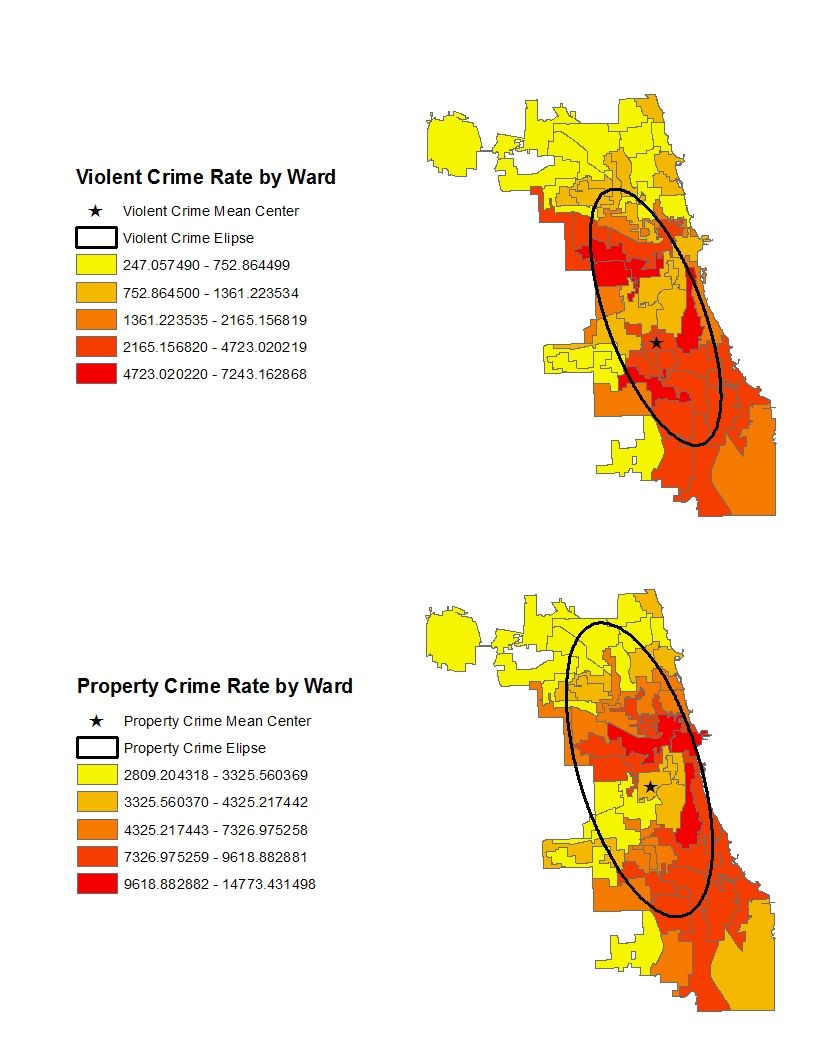 Violent Crime Rate by Ward
Violent Crime Mean Center
Violent Crime Elipse
247.057490 - 752.864499
752.864500 - 1361.223534
1361.223535 - 2165.156819
2165.156820 - 4723.020219
4723.020220 - 7243.162868
Property Crime Rate by Ward
Property Crime Mean Center
Property Crime Elipse
2809.204318 - 3325.560369
3325.560370 - 4325.217442
4325.217443 - 7326.975258
7326.975259 - 9618.882881
9618.882882 - 14773.431498